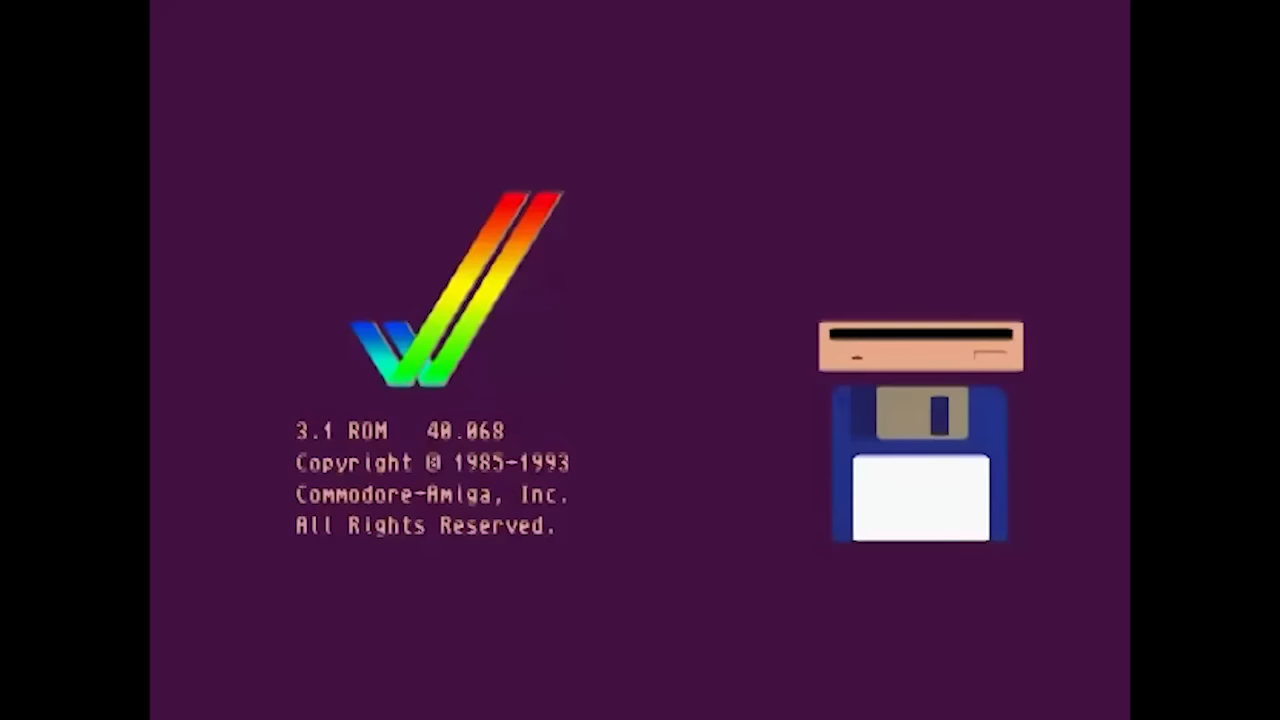 3.1 ROM   40.068
Copyright © 1985-1993
Commodore-Amiga, Inc.
All Rights Reserved.